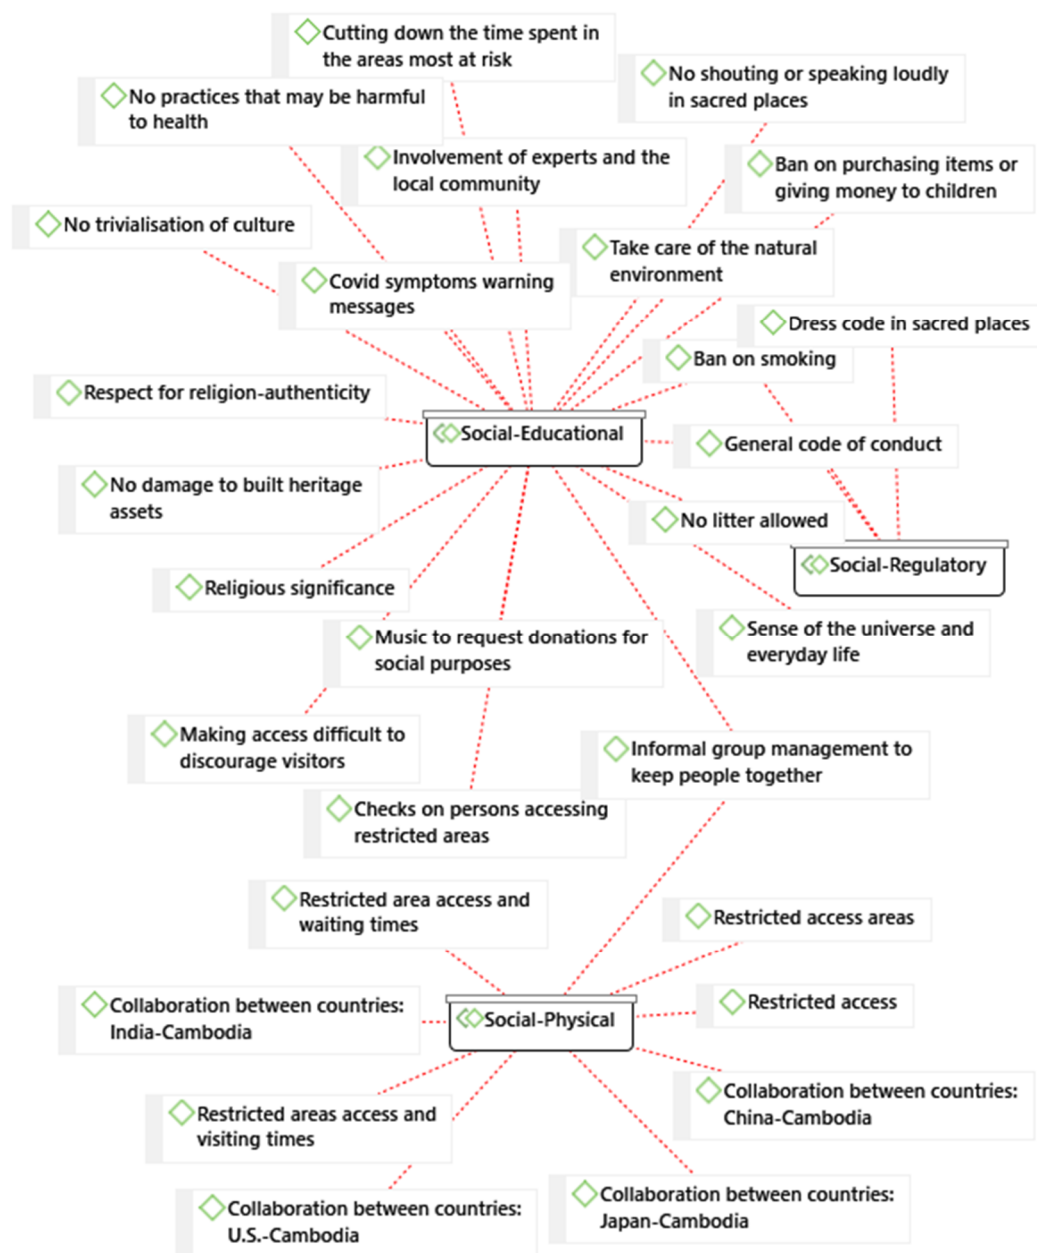 Cutting down the time spent in
the areas most at risk
No shouting or speaking loudly
in sacred places
No practices that may be harmful
to health
Involvement of experts and the
local community
Ban on purchasing items or
giving money to children
No trivialisation of culture
Take care of the natural
environment
Covid symptoms warning
messages
Dress code in sacred places
Ban on smoking
Respect for religion-authenticity
Social-Educational
General code of conduct
No damage to built heritage
assets
No litter allowed
Social-Regulatory
Religious significance
Sense of the universe and
everyday life
Music to request donations for
social purposes
Making access difficult to
discourage visitors
Informal group management to
keep people together
Checks on persons accessing
restricted areas
Restricted area access and
waiting times
Restricted access areas
Collaboration between countries:
India-Cambodia
Social-Physical
Restricted access
Collaboration between countries:
China-Cambodia
Restricted areas access and
visiting times
Collaboration between countries:
U.S.-Cambodia
Collaboration between countries:
Japan-Cambodia